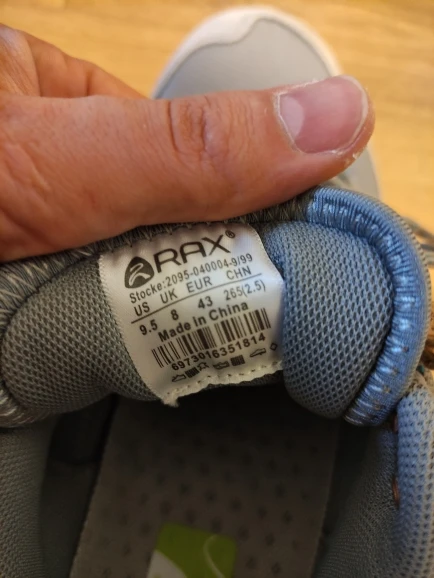 RAX®
Stocke:2095-040004-9/99
US UK EUR CHN
9.5 8 43 265(2.5)
Made in China
6973916351814